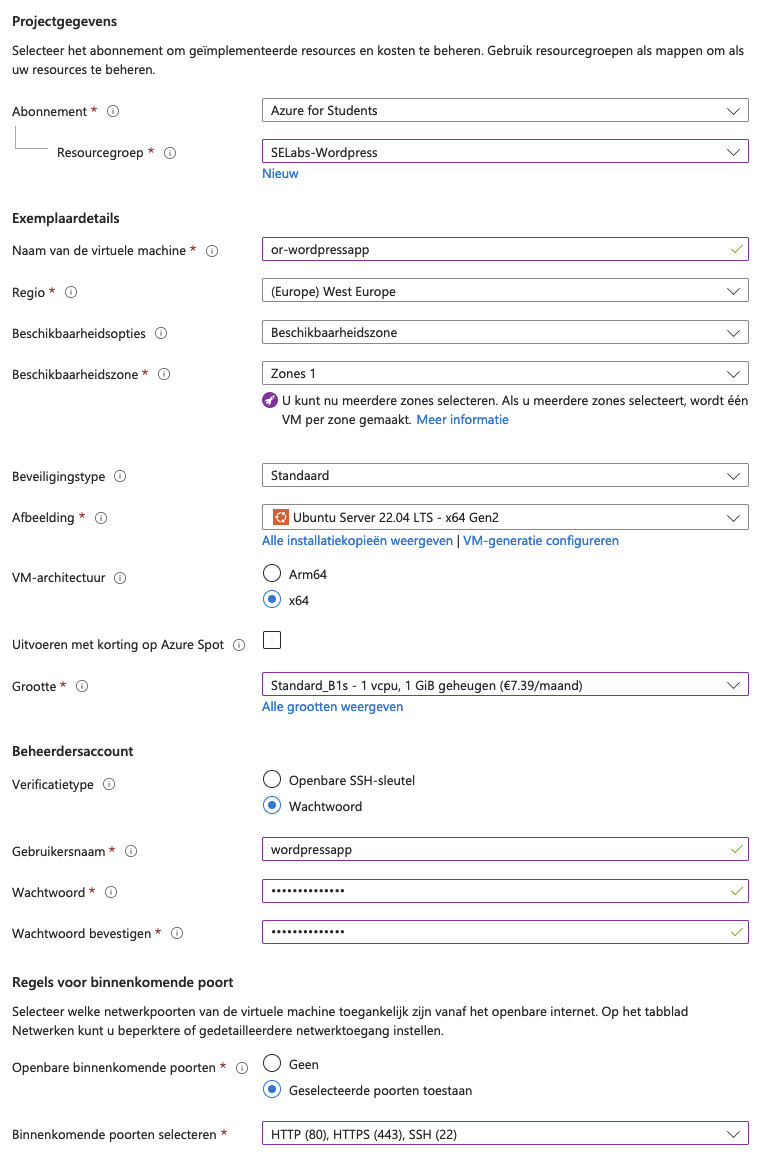 Projectgegevens
Selecteer het abonnement om geïmplementeerde resources en kosten te beheren. Gebruik resourcegroepen als mappen om als
uw resources te beheren.
Abonnement * Azure for Students
Resourcegroep * SELabs-Wordpress
Nieuw
Exemplaardetails
Naam van de virtuele machine * or-wordpressapp
Regio * (Europe) West Europe
Beschikbaarheidsopties Beschikbaarheidszone
Beschikbaarheidszone * Zones 1
U kunt nu meerdere zones selecteren. Als u meerdere zones selecteert, wordt één
VM per zone gemaakt. Meer informatie
Beveiligingstype Standaard
Afbeelding * Ubuntu Server 22.04 LTS - x64 Gen2
Alle installatiekopieën weergeven | VM-generatie configureren
VM-architectuur Arm64
x64
Uitvoeren met korting op Azure Spot
Grootte * Standard_B1s - 1 vcpu, 1 GiB geheugen (€7.39/maand)
Alle grootten weergeven
Beheerdersaccount
Verificatietype Openbare SSH-sleutel
Wachtwoord
Gebruikersnaam * wordpressapp
Wachtwoord * ••••••••••••••
Wachtwoord bevestigen * ••••••••••••••
Regels voor binnenkomende poort
Selecteer welke netwerkpoorten van de virtuele machine toegankelijk zijn vanaf het openbare internet. Op het tabblad
Netwerken kunt u beperktere of gedetailleerdere netwerktoegang instellen.
Openbare binnenkomende poorten * Geen
Geselecteerde poorten toestaan
Binnenkomende poorten selecteren * HTTP (80), HTTPS (443), SSH (22)